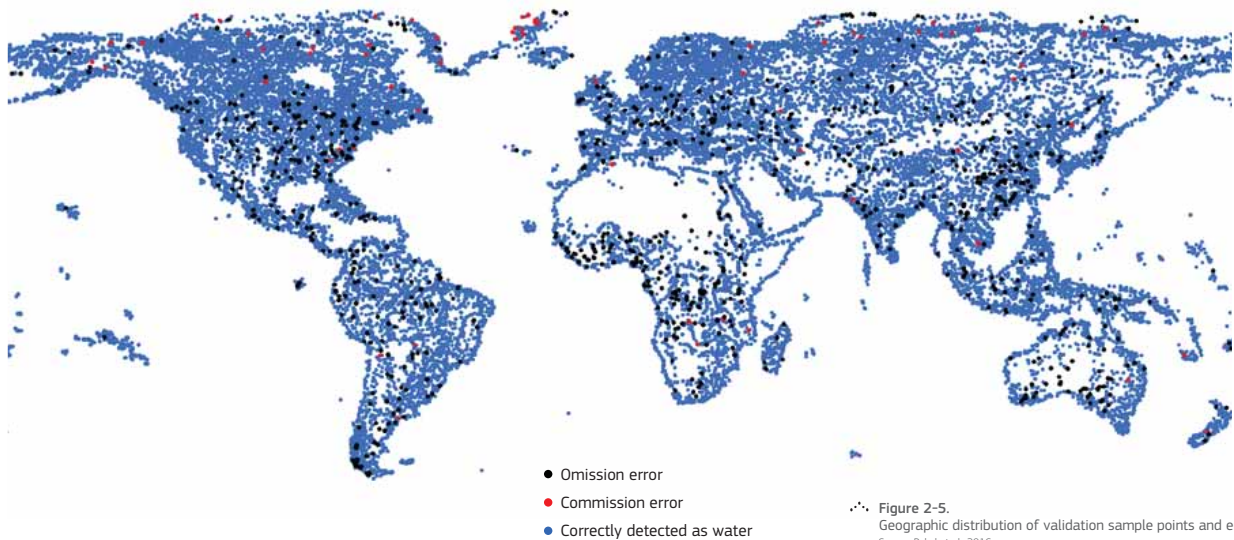 Omission error
Commission error
Correctly detected as water
Figure 2-5.
Geographic distribution of validation sample points and e